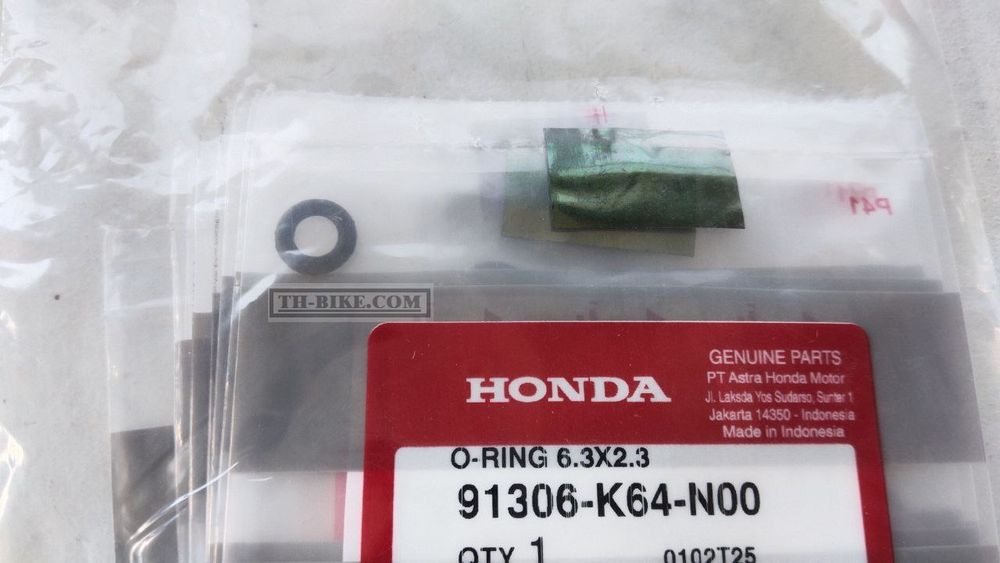 P41
TH-BIKE.COM
HONDA
GENUINE PARTS
PT Astra Honda Motor
Jl. Laksda Yos Sudarso, Sunter 1
Jakarta 14350 - Indonesia
Made in Indonesia
O-RING 6.3X2.3
91306-K64-N00
QTY 1 0102T25